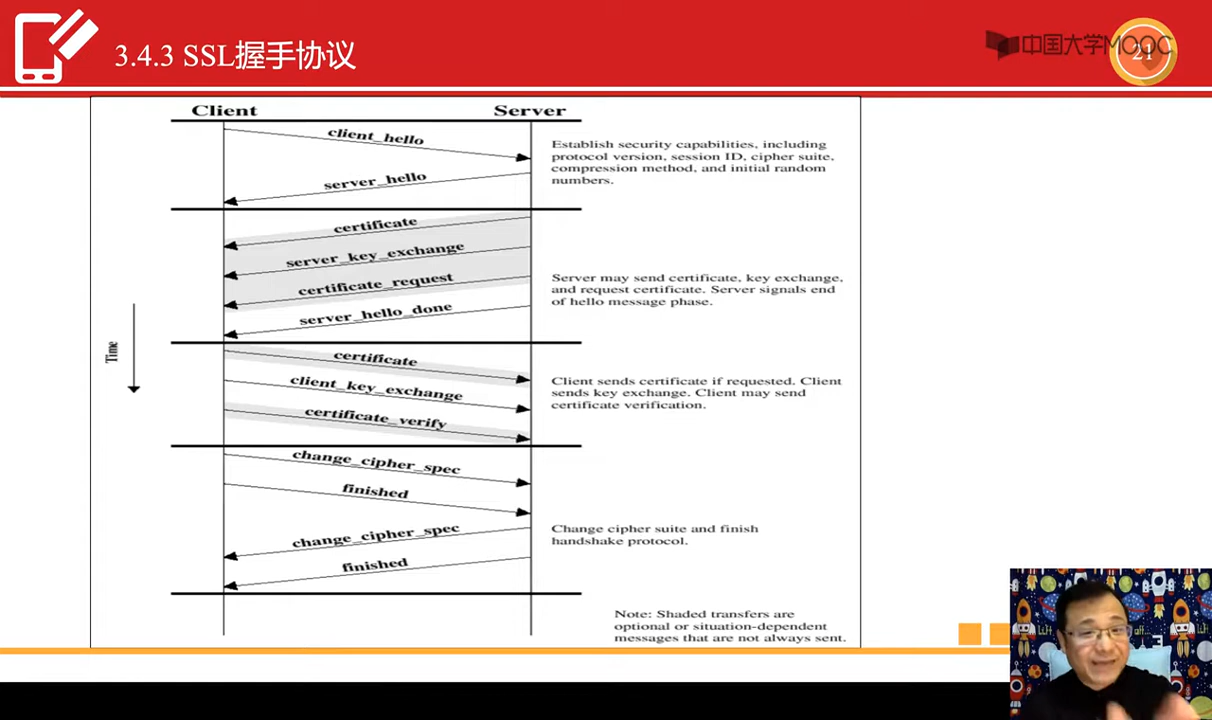 3.4.3 SSL握手协议
中国大学MOOC
21
Client
Server
client_hello
Establish security capabilities, including
protocol version, session ID, cipher suite,
compression method, and initial random
numbers.
server_hello
certificate
server_key_exchange
certificate_request
Server may send certificate, key exchange,
and request certificate. Server signals end
of hello message phase.
server_hello_done
Time
certificate
client_key_exchange
Client sends certificate if requested. Client
sends key exchange. Client may send
certificate verification.
certificate_verify
change_cipher_spec
finished
change_cipher_spec
Change cipher suite and finish
handshake protocol.
finished
Note: Shaded transfers are
optional or situation-dependent
messages that are not always sent.